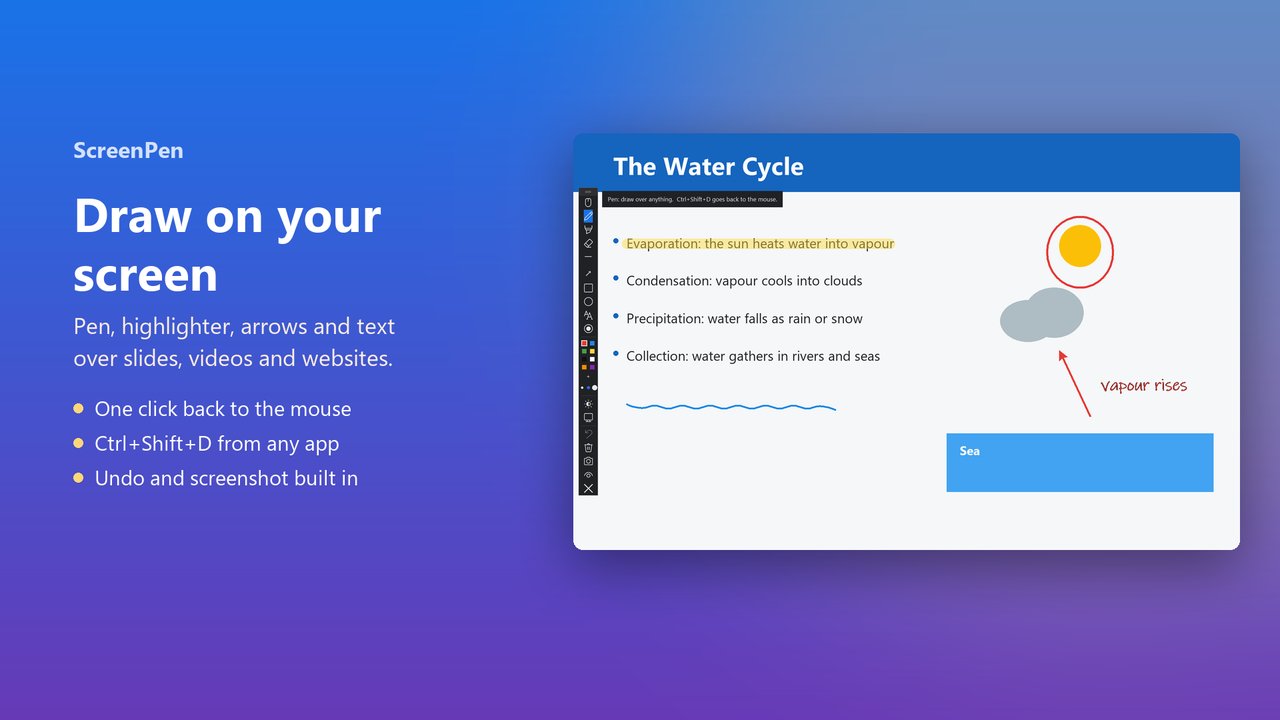 ScreenPen
Draw on your
screen
Pen, highlighter, arrows and text
over slides, videos and websites.
One click back to the mouse
Ctrl+Shift+D from any app
Undo and screenshot built in
The Water Cycle
Pen: draw over anything. Ctrl+Shift+D goes back to the mouse.
Evaporation: the sun heats water into vapour
Condensation: vapour cools into clouds
Precipitation: water falls as rain or snow
Collection: water gathers in rivers and seas
vapour rises
Sea